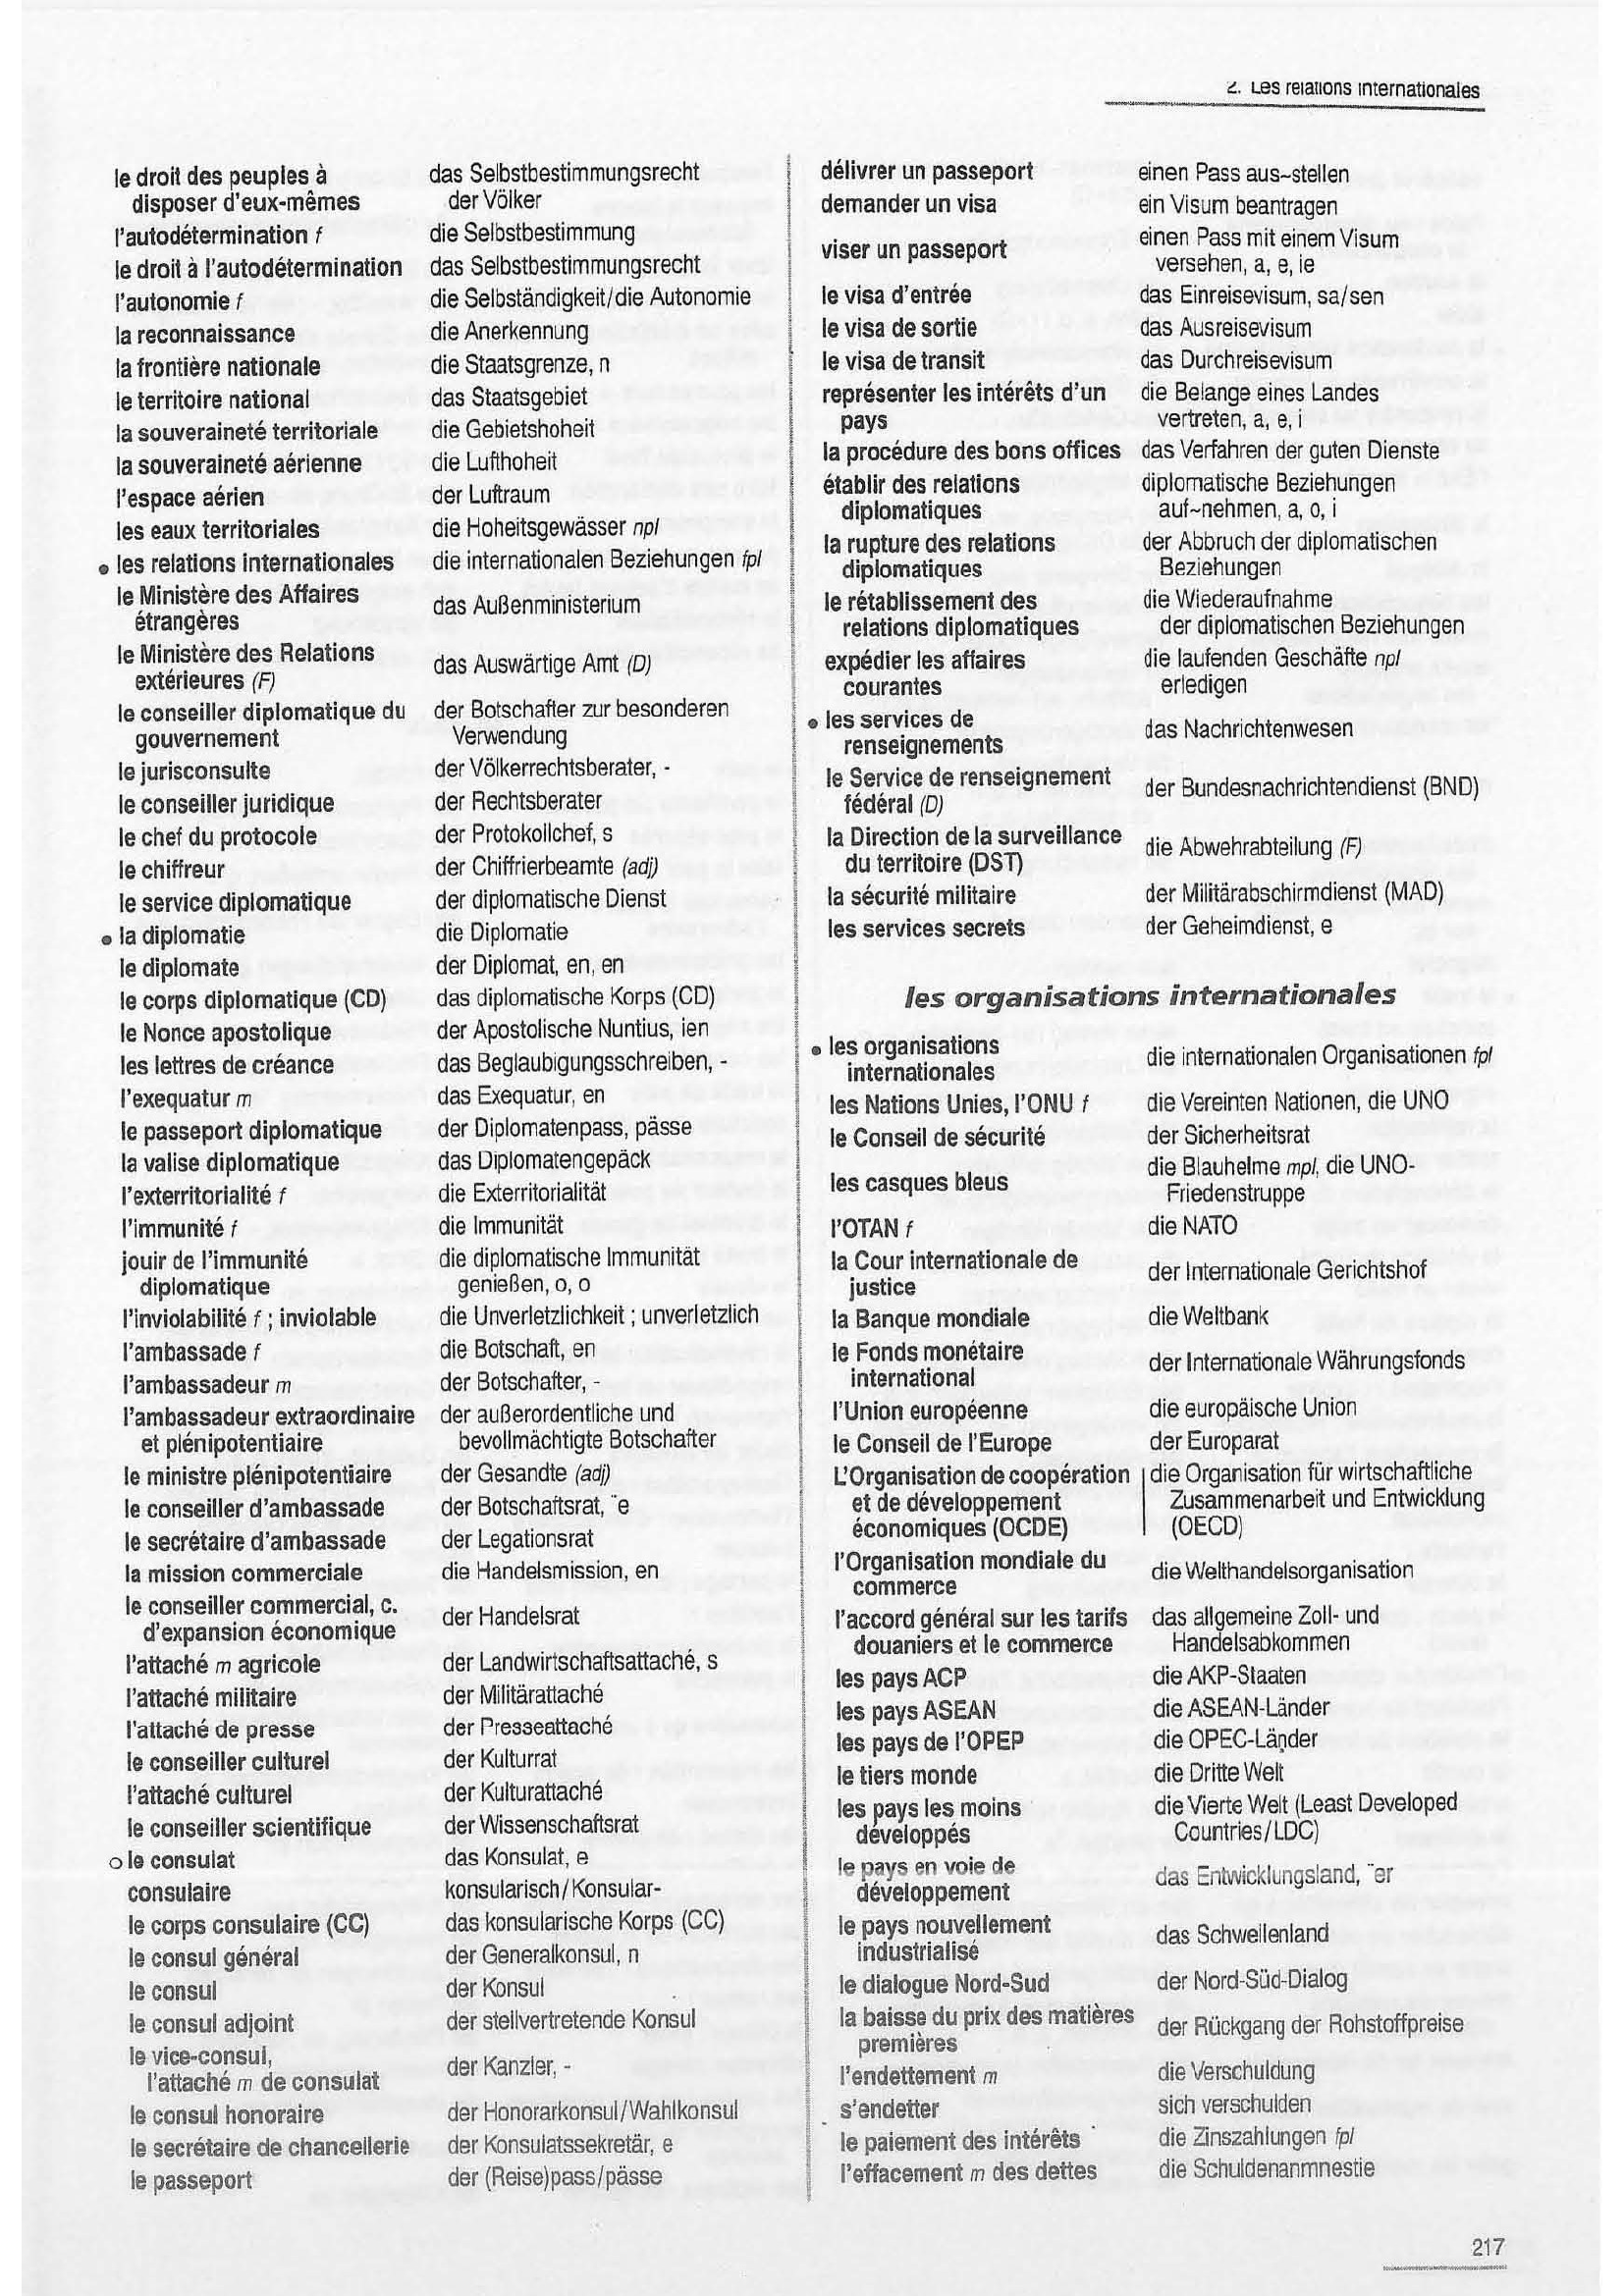 2. Les relations internationales
le droit des peuples à das Selbstbestimmungsrecht
disposer d'eux-mêmes der Völker
l'autodétermination f die Selbstbestimmung
le droit à l'autodétermination das Selbstbestimmungsrecht
l'autonomie f die Selbständigkeit/die Autonomie
la reconnaissance die Anerkennung
la frontière nationale die Staatsgrenze, n
le territoire national das Staatsgebiet
la souveraineté territoriale die Gebietshoheit
la souveraineté aérienne die Lufthoheit
l'espace aérien der Luftraum
les eaux territoriales die Hoheitsgewässer npl
• les relations internationales die internationalen Beziehungen fpl
le Ministère des Affaires
étrangères das Außenministerium
le Ministère des Relations
extérieures (F) das Auswärtige Amt (D)
le conseiller diplomatique du der Botschafter zur besonderen
gouvernement Verwendung
le jurisconsulte der Völkerrechtsberater, -
le conseiller juridique der Rechtsberater
le chef du protocole der Protokollchef, s
le chiffreur der Chiffrierbeamte (adj)
le service diplomatique der diplomatische Dienst
• la diplomatie die Diplomatie
le diplomate der Diplomat, en, en
le corps diplomatique (CD) das diplomatische Korps (CD)
le Nonce apostolique der Apostolische Nuntius, ien
les lettres de créance das Beglaubigungsschreiben, -
l'exequatur m das Exequatur, en
le passeport diplomatique der Diplomatenpass, pässe
la valise diplomatique das Diplomatengepäck
l'exterritorialité f die Exterritorialität
l'immunité f die Immunität
jouir de l'immunité die diplomatische Immunität
diplomatique genießen, o, o
l'inviolabilité f ; inviolable die Unverletzlichkeit ; unverletzlich
l'ambassade f die Botschaft, en
l'ambassadeur m der Botschafter, -
l'ambassadeur extraordinaire der außerordentliche und
et plénipotentiaire bevollmächtigte Botschafter
le ministre plénipotentiaire der Gesandte (adj)
le conseiller d'ambassade der Botschaftsrat, ¨e
le secrétaire d'ambassade der Legationsrat
la mission commerciale die Handelsmission, en
le conseiller commercial, c.
d'expansion économique der Handelsrat
l'attaché m agricole der Landwirtschaftsattaché, s
l'attaché militaire der Militärattaché
l'attaché de presse der Presseattaché
le conseiller culturel der Kulturrat
l'attaché culturel der Kulturattaché
le conseiller scientifique der Wissenschaftsrat
o le consulat das Konsulat, e
consulaire konsularisch/Konsular-
le corps consulaire (CC) das konsularische Korps (CC)
le consul général der Generalkonsul, n
le consul der Konsul
le consul adjoint der stellvertretende Konsul
le vice-consul,
l'attaché m de consulat der Kanzler, -
le consul honoraire der Honorarkonsul/Wahlkonsul
le secrétaire de chancellerie der Konsulatssekretär, e
le passeport der (Reise)pass/pässe
délivrer un passeport einen Pass aus~stellen
demander un visa ein Visum beantragen
viser un passeport einen Pass mit einem Visum
versehen, a, e, ie
le visa d'entrée das Einreisevisum, sa/sen
le visa de sortie das Ausreisevisum
le visa de transit das Durchreisevisum
représenter les intérêts d'un die Belange eines Landes
pays vertreten, a, e, i
la procédure des bons offices das Verfahren der guten Dienste
établir des relations diplomatische Beziehungen
diplomatiques auf~nehmen, a, o, i
la rupture des relations der Abbruch der diplomatischen
diplomatiques Beziehungen
le rétablissement des die Wiederaufnahme
relations diplomatiques der diplomatischen Beziehungen
expédier les affaires die laufenden Geschäfte npl
courantes erledigen
• les services de
renseignements das Nachrichtenwesen
le Service de renseignement
fédéral (D) der Bundesnachrichtendienst (BND)
la Direction de la surveillance
du territoire (DST) die Abwehrabteilung (F)
la sécurité militaire der Militärabschirmdienst (MAD)
les services secrets der Geheimdienst, e
les organisations internationales
• les organisations
internationales die internationalen Organisationen fpl
les Nations Unies, l'ONU f die Vereinten Nationen, die UNO
le Conseil de sécurité der Sicherheitsrat
les casques bleus die Blauhelme mpl, die UNO-
Friedenstruppe
l'OTAN f die NATO
la Cour internationale de
justice der Internationale Gerichtshof
la Banque mondiale die Weltbank
le Fonds monétaire
international der Internationale Währungsfonds
l'Union européenne die europäische Union
le Conseil de l'Europe der Europarat
L'Organisation de coopération die Organisation für wirtschaftliche
et de développement Zusammenarbeit und Entwicklung
économiques (OCDE) (OECD)
l'Organisation mondiale du
commerce die Welthandelsorganisation
l'accord général sur les tarifs das allgemeine Zoll- und
douaniers et le commerce Handelsabkommen
les pays ACP die AKP-Staaten
les pays ASEAN die ASEAN-Länder
les pays de l'OPEP die OPEC-Länder
le tiers monde die Dritte Welt
les pays les moins die Vierte Welt (Least Developed
développés Countries/LDC)
le pays en voie de
développement das Entwicklungsland, ¨er
le pays nouvellement
industrialisé das Schwellenland
le dialogue Nord-Sud der Nord-Süd-Dialog
la baisse du prix des matières
premières der Rückgang der Rohstoffpreise
l'endettement m die Verschuldung
s'endetter sich verschulden
le paiement des intérêts die Zinszahlungen fpl
l'effacement m des dettes die Schuldenanmnestie
217